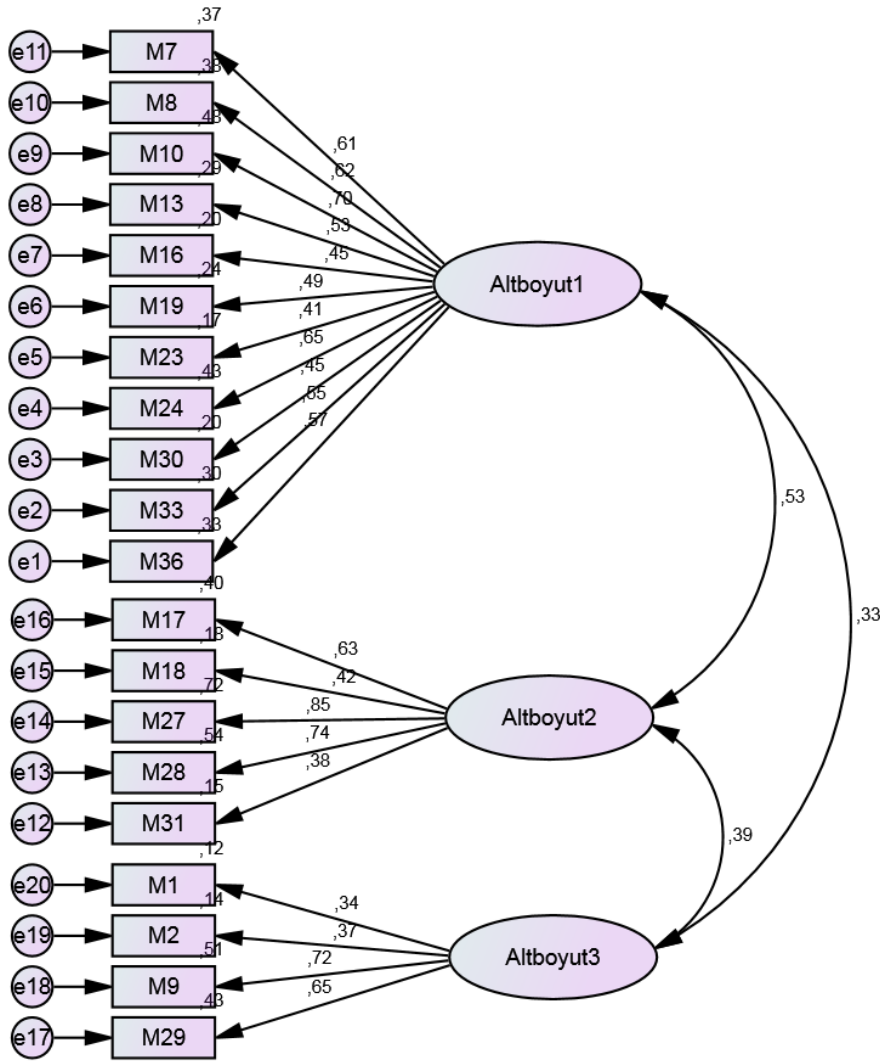 ,37
e11 M7
,38
e10 M8
,48
e9 M10
,29
e8 M13
,20
e7 M16
,24
e6 M19
,17
e5 M23
,43
e4 M24
,20
e3 M30
,30
e2 M33
,33
e1 M36
,61
,62
,70
,53
,45
,49
,41
,65
,45
,55
,57
Altboyut1
,53
,33
,40
e16 M17
,18
e15 M18
,72
e14 M27
,54
e13 M28
,15
e12 M31
,63
,42
,85
,74
,38
Altboyut2
,39
,12
e20 M1
,14
e19 M2
,51
e18 M9
,43
e17 M29
,34
,37
,72
,65
Altboyut3